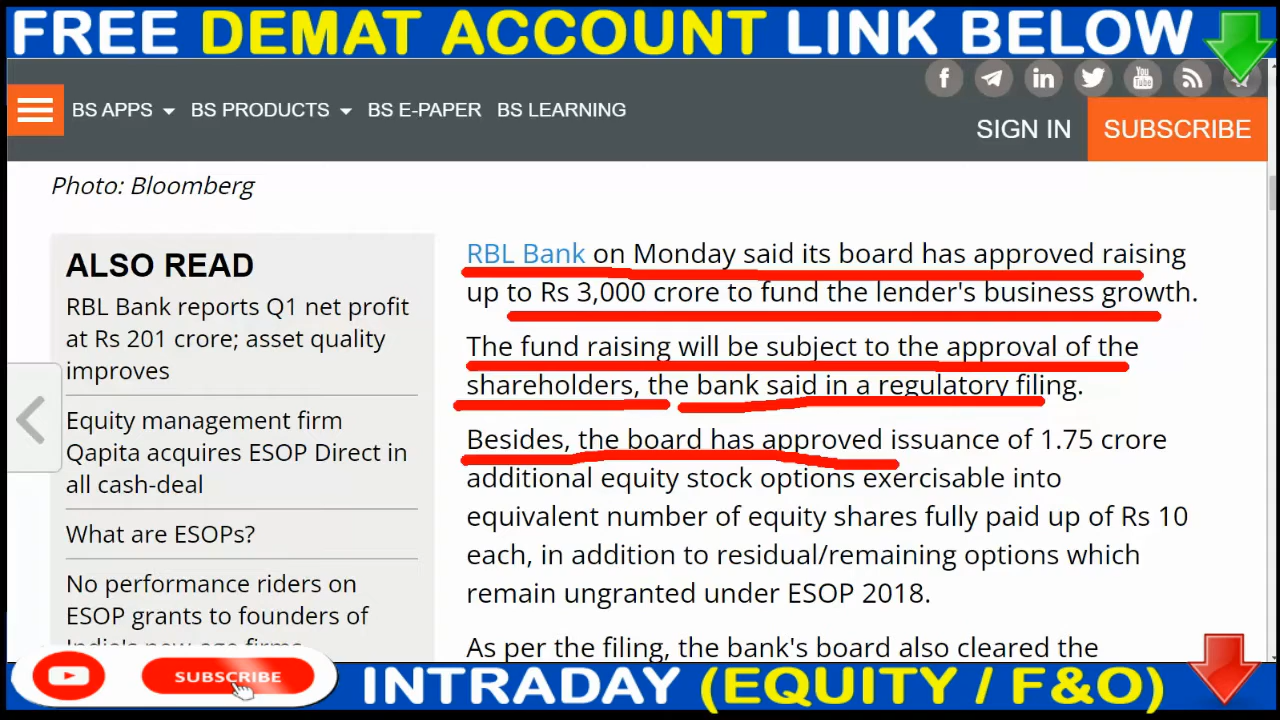 FREE DEMAT ACCOUNT LINK BELOW
BS APPS BS PRODUCTS BS E-PAPER BS LEARNING
You
Tube
SIGN IN SUBSCRIBE
Photo: Bloomberg
ALSO READ
RBL Bank reports Q1 net profit
at Rs 201 crore; asset quality
improves
Equity management firm
Qapita acquires ESOP Direct in
all cash-deal
What are ESOPs?
No performance riders on
ESOP grants to founders of
India's new-age firms
RBL Bank on Monday said its board has approved raising
up to Rs 3,000 crore to fund the lender's business growth.
The fund raising will be subject to the approval of the
shareholders, the bank said in a regulatory filing.
Besides, the board has approved issuance of 1.75 crore
additional equity stock options exercisable into
equivalent number of equity shares fully paid up of Rs 10
each, in addition to residual/remaining options which
remain ungranted under ESOP 2018.
As per the filing, the bank's board also cleared the
SUBSCRIBE
INTRADAY (EQUITY / F&O)